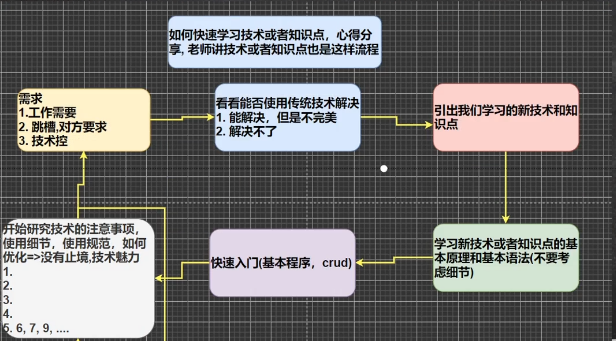 如何快速学习技术或者知识点，心得分
享, 老师讲技术或者知识点也是这样流程
需求
1.工作需要
2. 跳槽,对方要求
3. 技术控
看看能否使用传统技术解决
1. 能解决，但是不完美
2. 解决不了
引出我们学习的新技术和知
识点
学习新技术或者知识点的基
本原理和基本语法(不要考
虑细节)
快速入门(基本程序，crud)
开始研究技术的注意事项，
使用细节，使用规范，如何
优化=>没有止境,技术魅力
1.
2.
3.
4.
5. 6, 7, 9, ....